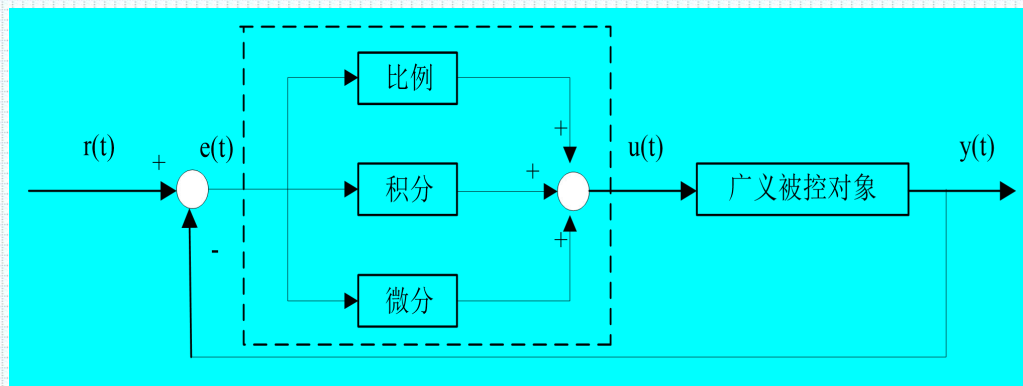 比例
r(t)
+
e(t)
+
u(t)
y(t)
积分
+
广义被控对象
-
+
微分